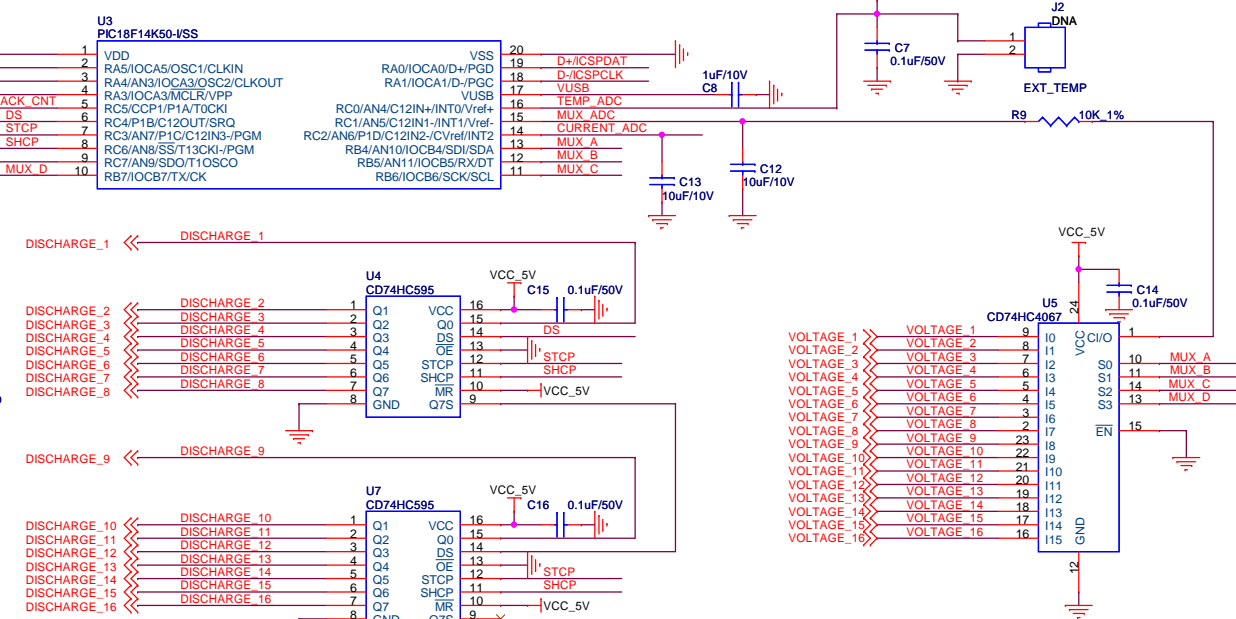 U3
PIC18F14K50-I/SS
1 VDD VSS 20
2 RA5/IOCA5/OSC1/CLKIN RA0/IOCA0/D+/PGD 19 D+/ICSPDAT
3 RA4/AN3/IOCA3/OSC2/CLKOUT RA1/IOCA1/D-/PGC 18 D-/ICSPCLK
4 RA3/IOCA3/MCLR/VPP VUSB 17 VUSB
ACK_CNT 5 RC5/CCP1/P1A/T0CKI RC0/AN4/C12IN+/INT0/Vref+ 16 TEMP_ADC
DS 6 RC4/P1B/C12OUT/SRQ RC1/AN5/C12IN1-/INT1/Vref- 15 MUX_ADC
STCP 7 RC3/AN7/P1C/C12IN3-/PGM RC2/AN6/P1D/C12IN2-/CVref/INT2 14 CURRENT_ADC
SHCP 8 RC6/AN8/SS/T13CKI-/PGM RB4/AN10/IOCB4/SDI/SDA 13 MUX_A
9 RC7/AN9/SDO/T1OSCO RB5/AN11/IOCB5/RX/DT 12 MUX_B
MUX_D 10 RB7/IOCB7/TX/CK RB6/IOCB6/SCK/SCL 11 MUX_C
1uF/10V
C8
C7
0.1uF/50V
J2
DNA
1
2
EXT_TEMP
R9 10K_1%
C13
10uF/10V
C12
10uF/10V
DISCHARGE_1 DISCHARGE_1
U4
CD74HC595
VCC_5V
C15 0.1uF/50V
DISCHARGE_2 DISCHARGE_2 1 Q1 VCC 16
DISCHARGE_3 DISCHARGE_3 2 Q2 Q0 15
DISCHARGE_4 DISCHARGE_4 3 Q3 DS 14 DS
DISCHARGE_5 DISCHARGE_5 4 Q4 OE 13
DISCHARGE_6 DISCHARGE_6 5 Q5 STCP 12 STCP
DISCHARGE_7 DISCHARGE_7 6 Q6 SHCP 11 SHCP
DISCHARGE_8 DISCHARGE_8 7 Q7 MR 10 VCC_5V
8 GND Q7S 9
DISCHARGE_9 DISCHARGE_9
U7
CD74HC595
VCC_5V
C16 0.1uF/50V
DISCHARGE_10 DISCHARGE_10 1 Q1 VCC 16
DISCHARGE_11 DISCHARGE_11 2 Q2 Q0 15
DISCHARGE_12 DISCHARGE_12 3 Q3 DS 14
DISCHARGE_13 DISCHARGE_13 4 Q4 OE 13
DISCHARGE_14 DISCHARGE_14 5 Q5 STCP 12 STCP
DISCHARGE_15 DISCHARGE_15 6 Q6 SHCP 11 SHCP
DISCHARGE_16 DISCHARGE_16 7 Q7 MR 10 VCC_5V
8 GND Q7S 9
VCC_5V
C14
0.1uF/50V
U5
CD74HC4067
24
VCC
VOLTAGE_1 VOLTAGE_1 9 I0 CI/O 1
VOLTAGE_2 VOLTAGE_2 8 I1
VOLTAGE_3 VOLTAGE_3 7 I2 S0 10 MUX_A
VOLTAGE_4 VOLTAGE_4 6 I3 S1 11 MUX_B
VOLTAGE_5 VOLTAGE_5 5 I4 S2 14 MUX_C
VOLTAGE_6 VOLTAGE_6 4 I5 S3 13 MUX_D
VOLTAGE_7 VOLTAGE_7 3 I6
VOLTAGE_8 VOLTAGE_8 2 I7 EN 15
VOLTAGE_9 VOLTAGE_9 23 I8
VOLTAGE_10 VOLTAGE_10 22 I9
VOLTAGE_11 VOLTAGE_11 21 I10
VOLTAGE_12 VOLTAGE_12 20 I11
VOLTAGE_13 VOLTAGE_13 19 I12
VOLTAGE_14 VOLTAGE_14 18 I13
VOLTAGE_15 VOLTAGE_15 17 I14
VOLTAGE_16 VOLTAGE_16 16 I15
GND
12